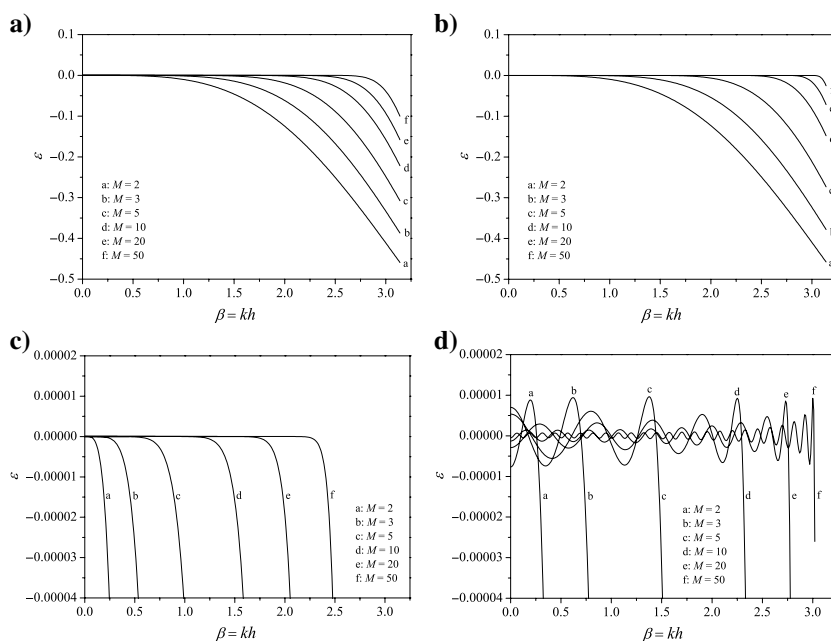 a)
0.1
0.0
−0.1
−0.2
−0.3
−0.4
−0.5
ε
a: M = 2
b: M = 3
c: M = 5
d: M = 10
e: M = 20
f: M = 50
f
e
d
c
b
a
0.0 0.5 1.0 1.5 2.0 2.5 3.0
β = kh
b)
0.1
0.0
−0.1
−0.2
−0.3
−0.4
−0.5
ε
a: M = 2
b: M = 3
c: M = 5
d: M = 10
e: M = 20
f: M = 50
0.0 0.5 1.0 1.5 2.0 2.5 3.0
β = kh
c)
0.00002
0.00001
0.00000
−0.00001
−0.00002
−0.00003
−0.00004
ε
a b c d e f
a: M = 2
b: M = 3
c: M = 5
d: M = 10
e: M = 20
f: M = 50
0.0 0.5 1.0 1.5 2.0 2.5 3.0
β = kh
d)
0.00002
0.00001
0.00000
−0.00001
−0.00002
−0.00003
−0.00004
ε
a b c d e f
a b c d e f
a: M = 2
b: M = 3
c: M = 5
d: M = 10
e: M = 20
f: M = 50
0.0 0.5 1.0 1.5 2.0 2.5 3.0
β = kh